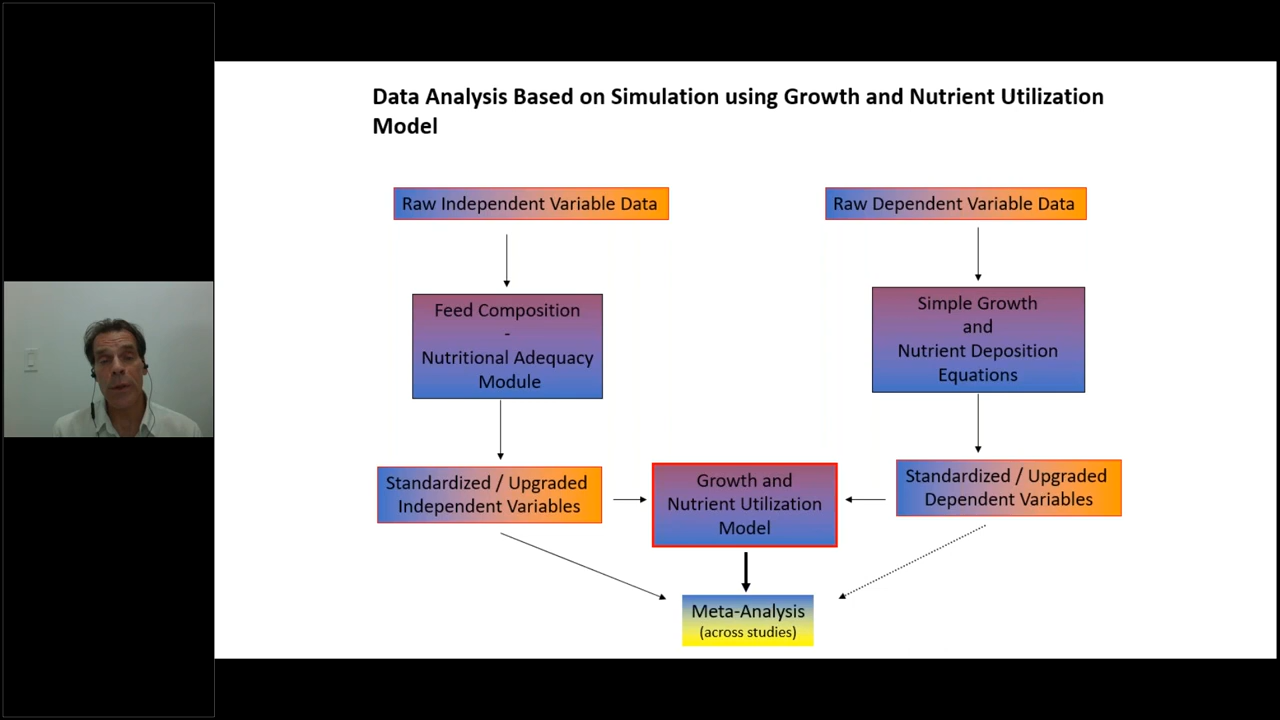 Data Analysis Based on Simulation using Growth and Nutrient Utilization
Model
Raw Independent Variable Data
Raw Dependent Variable Data
Feed Composition
-
Nutritional Adequacy
Module
Simple Growth
and
Nutrient Deposition
Equations
Standardized / Upgraded
Independent Variables
Growth and
Nutrient Utilization
Model
Standardized / Upgraded
Dependent Variables
Meta-Analysis
(across studies)